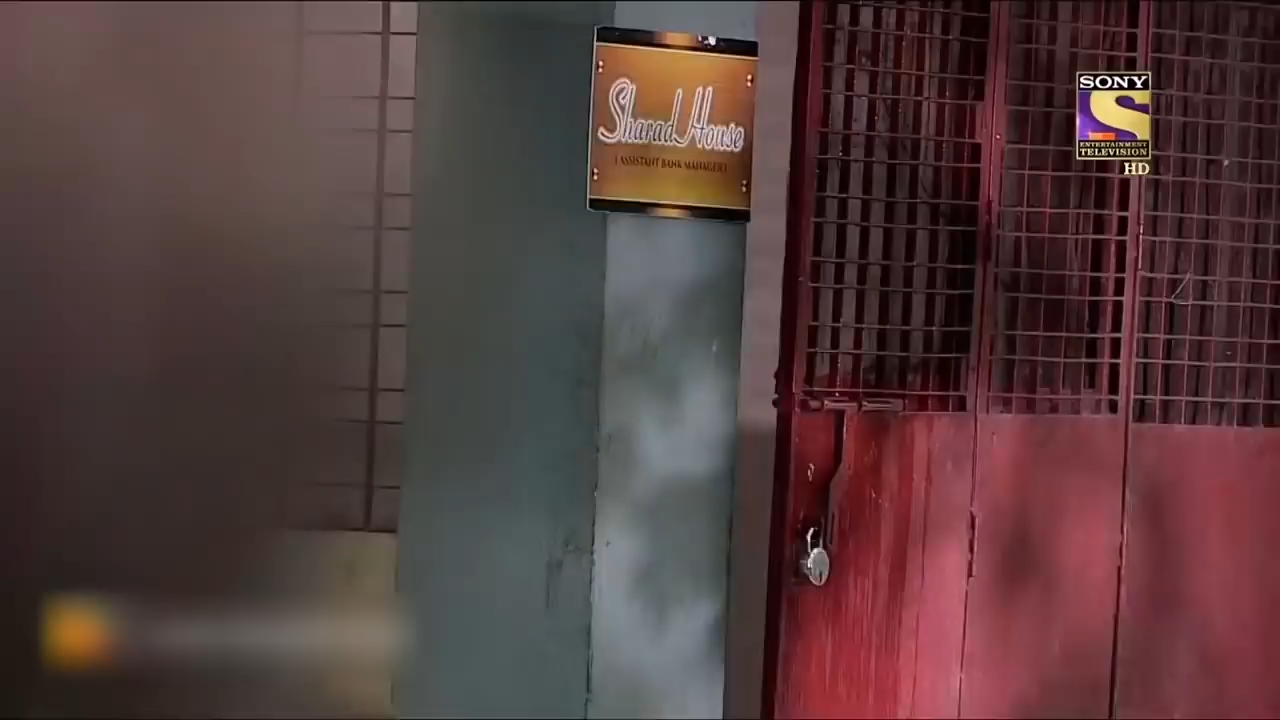 Sharad House
( ASSISTANT BANK MANAGER )
SONY
ENTERTAINMENT
TELEVISION
HD